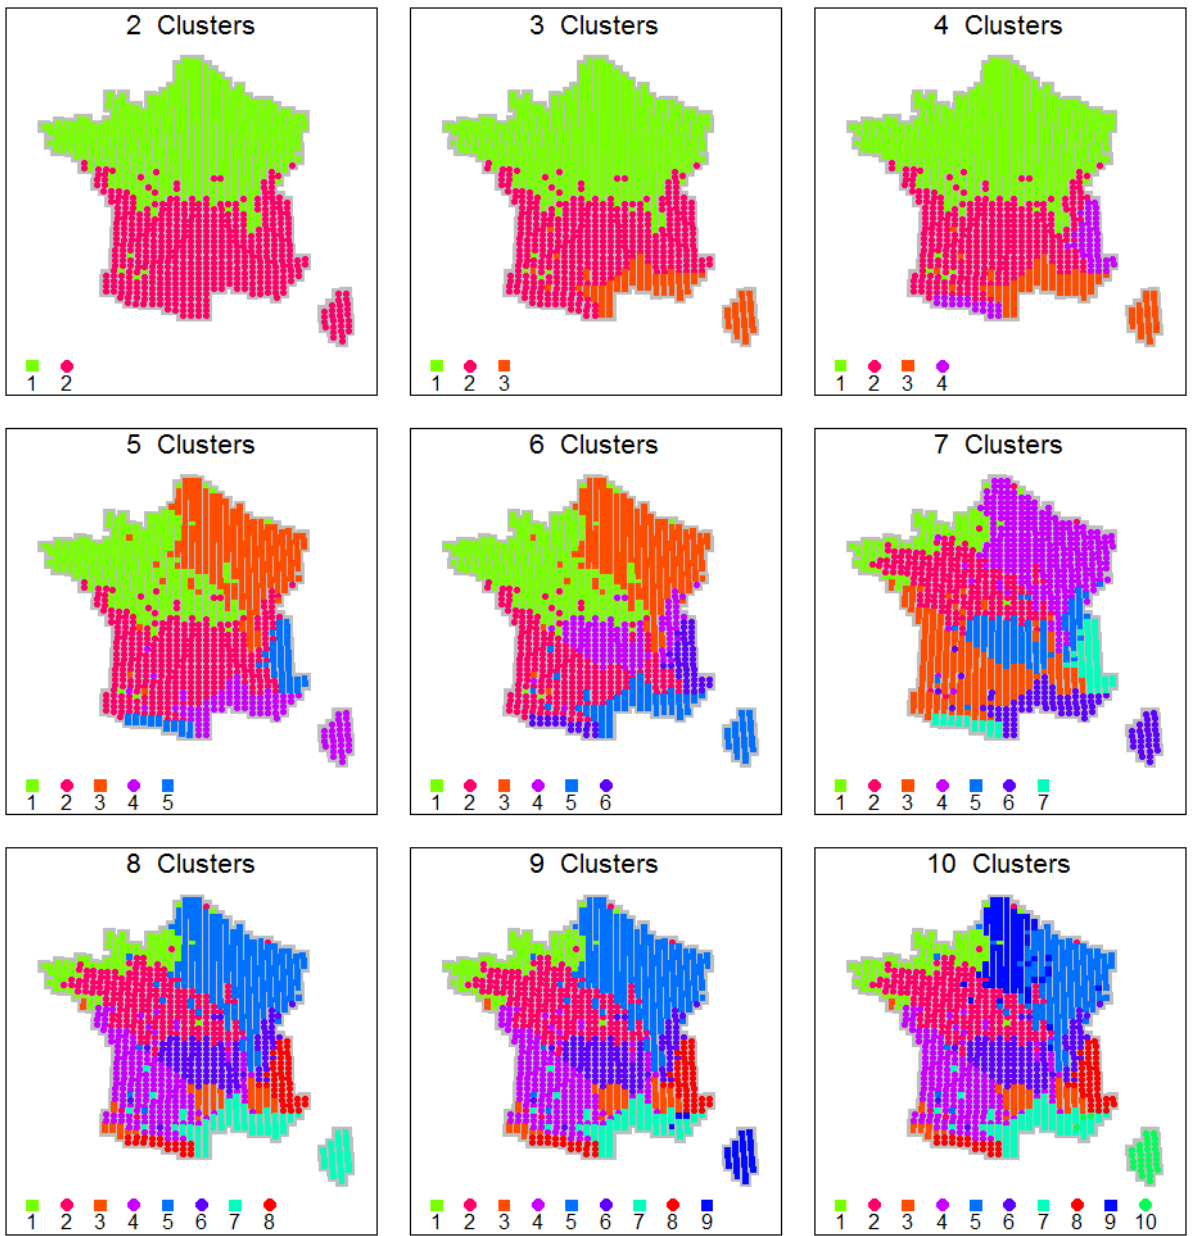 2 Clusters
1 2
3 Clusters
1 2 3
4 Clusters
1 2 3 4
5 Clusters
1 2 3 4 5
6 Clusters
1 2 3 4 5 6
7 Clusters
1 2 3 4 5 6 7
8 Clusters
1 2 3 4 5 6 7 8
9 Clusters
1 2 3 4 5 6 7 8 9
10 Clusters
1 2 3 4 5 6 7 8 9 10